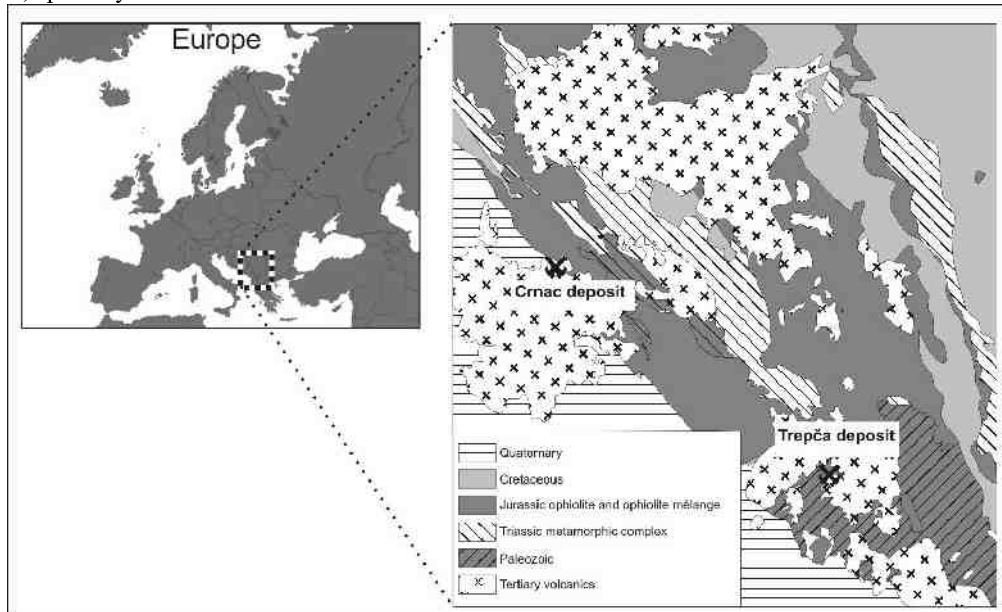 Europe
Crnac deposit
Trepča deposit
Quaternary
Cretaceous
Jurassic ophiolite and ophiolite mélange
Triassic metamorphic complex
Paleozoic
Tertiary volcanics